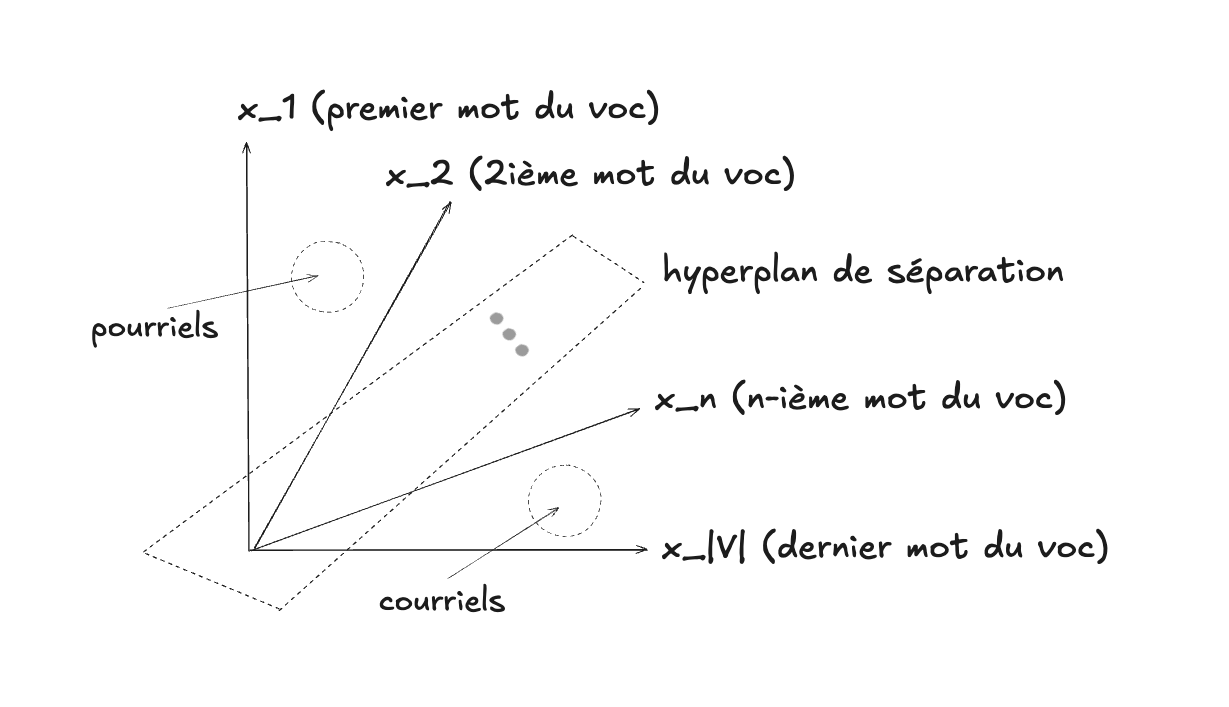 x_1 (premier mot du voc)
x_2 (2ième mot du voc)
hyperplan de séparation
pourriels
x_n (n-ième mot du voc)
x_|V| (dernier mot du voc)
courriels